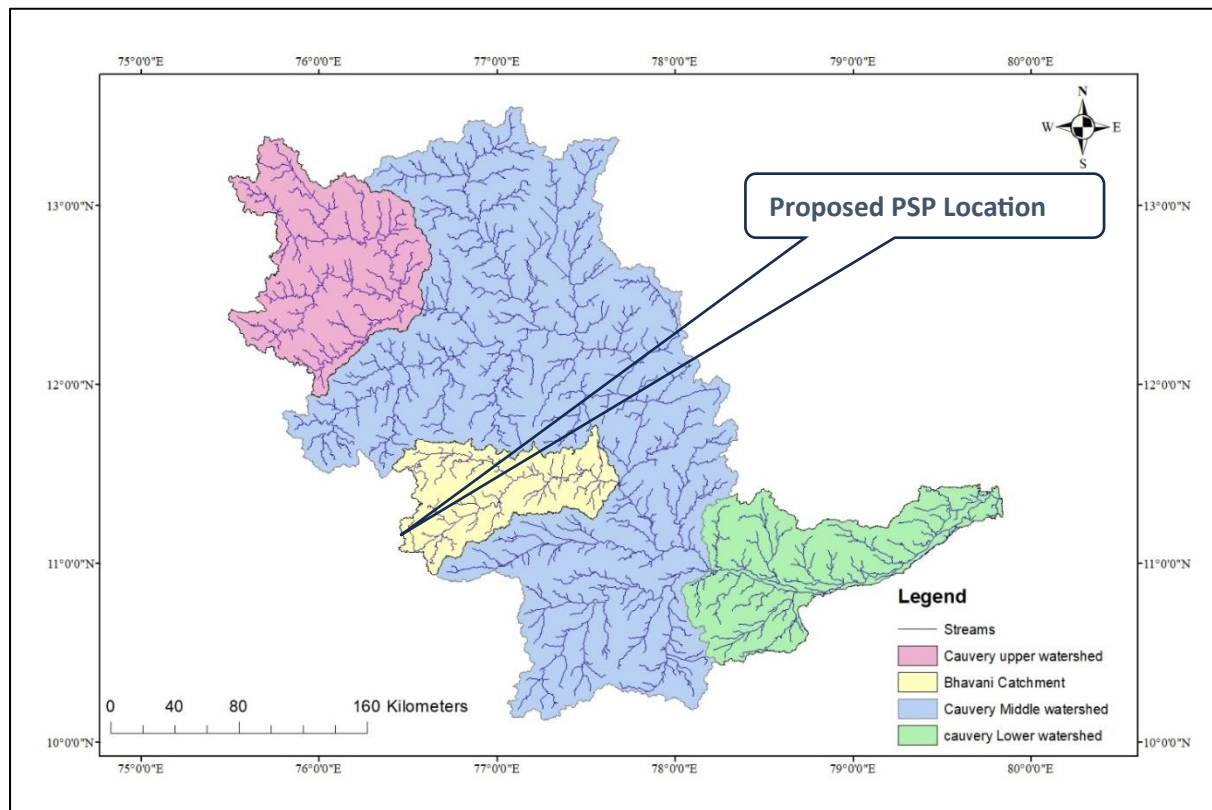 75°0'0"E 76°0'0"E 77°0'0"E 78°0'0"E 79°0'0"E 80°0'0"E
N
W E
S
Proposed PSP Location
13°0'0"N 13°0'0"N
12°0'0"N 12°0'0"N
11°0'0"N 11°0'0"N
Legend
Streams
Cauvery upper watershed
Bhavani Catchment
Cauvery Middle watershed
cauvery Lower watershed
0 40 80 160 Kilometers
10°0'0"N 10°0'0"N
75°0'0"E 76°0'0"E 77°0'0"E 78°0'0"E 79°0'0"E 80°0'0"E